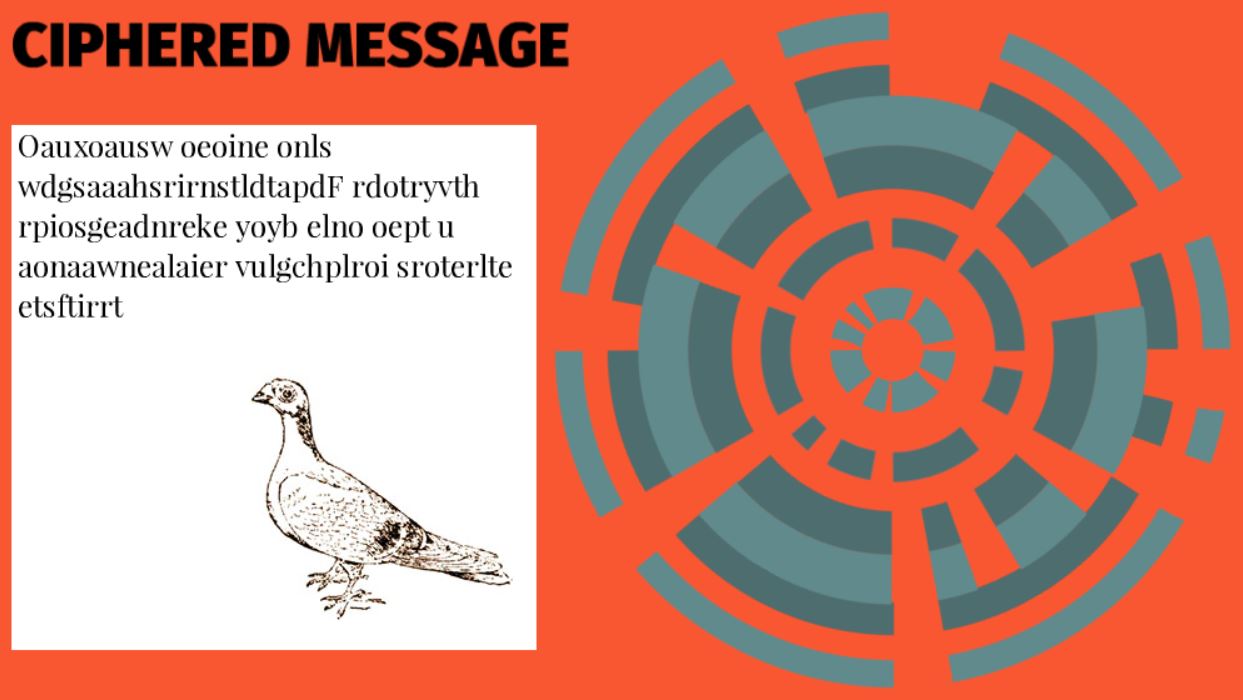 CIPHERED MESSAGE
Oauxoausw oeoine onls
wdgsaaahsrirnstldtapdF rdotryvth
rpiosgeadnreke yoyb elno oept u
aonaawnealaier vulgchplroi sroterlte
etsftirrt